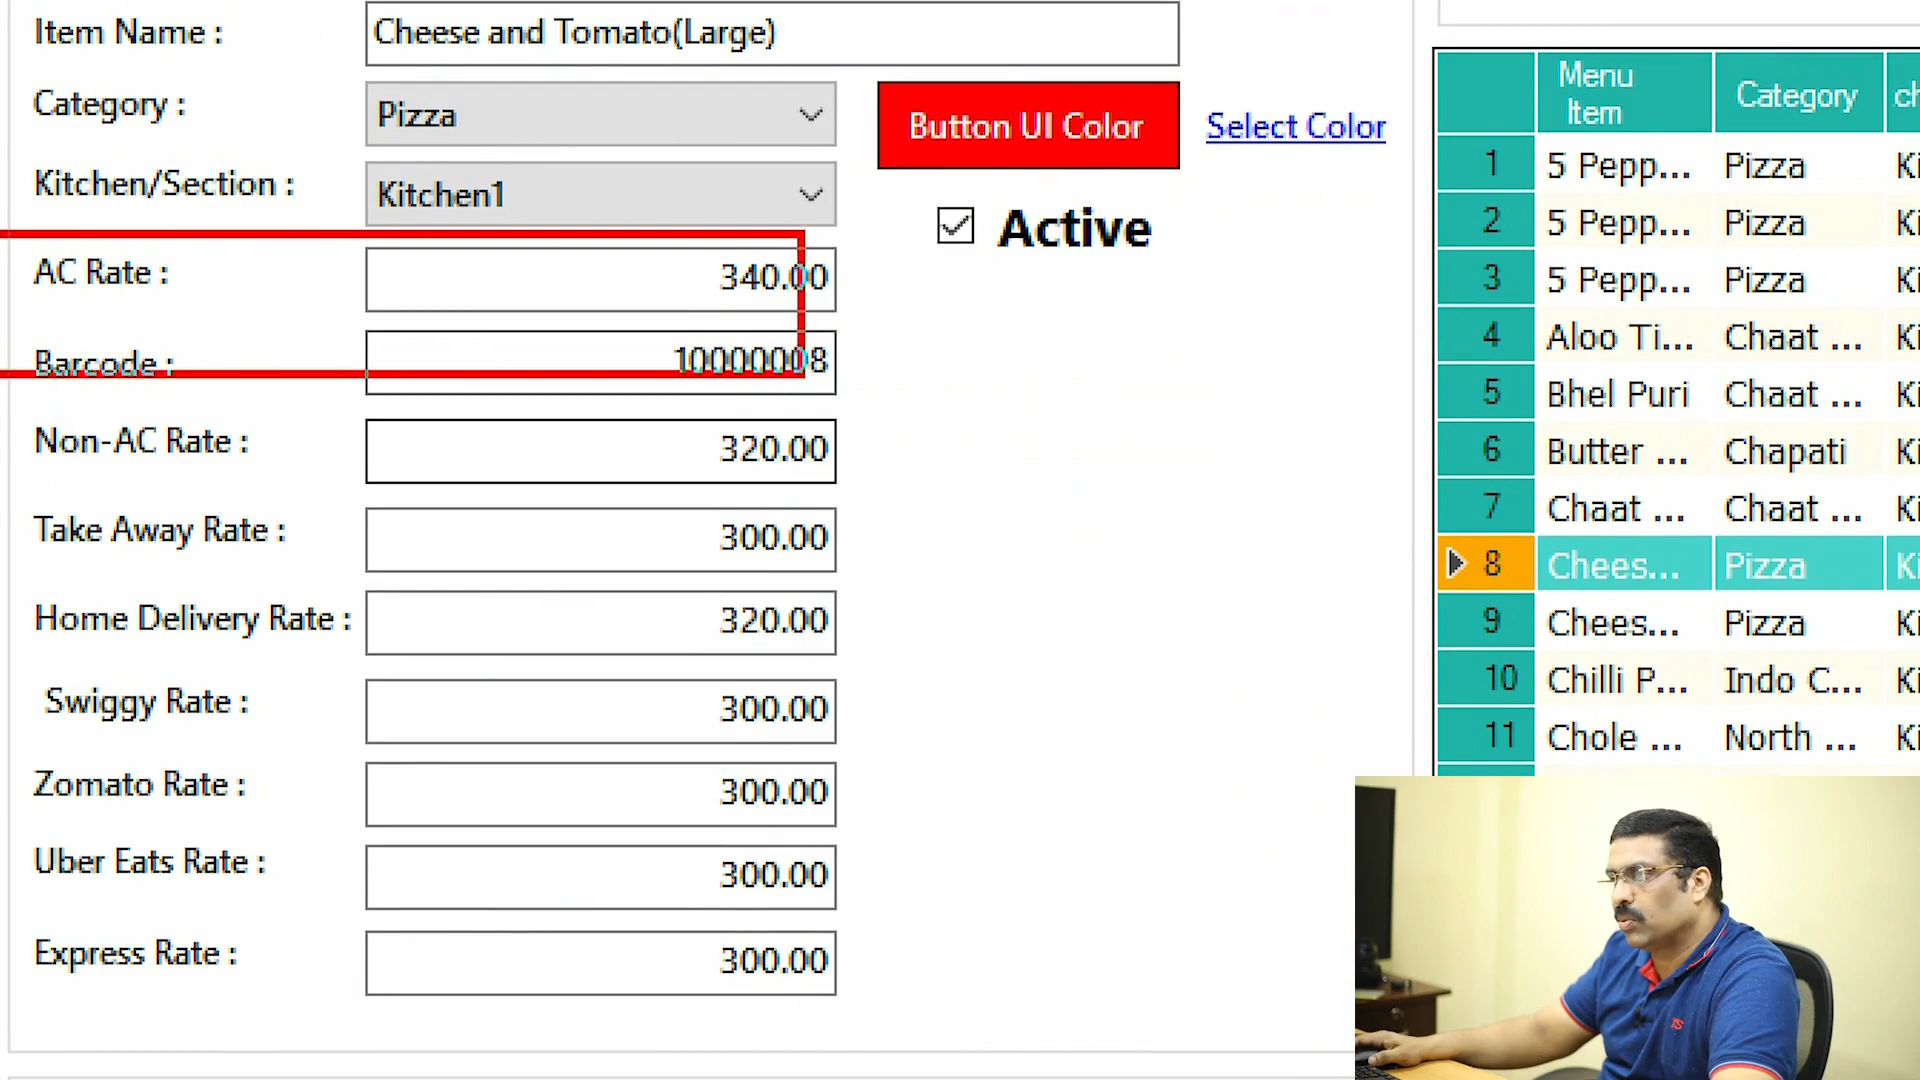 Item Name :
Cheese and Tomato(Large)
Category :
Pizza
Button UI Color
Select Color
Kitchen/Section :
Kitchen1
Active
AC Rate :
340.00
Barcode :
10000008
Non-AC Rate :
320.00
Take Away Rate :
300.00
Home Delivery Rate :
320.00
Swiggy Rate :
300.00
Zomato Rate :
300.00
Uber Eats Rate :
300.00
Express Rate :
300.00
Menu
Item
Category
1 5 Pepp... Pizza
2 5 Pepp... Pizza
3 5 Pepp... Pizza
4 Aloo Ti... Chaat ...
5 Bhel Puri Chaat ...
6 Butter ... Chapati
7 Chaat ... Chaat ...
8 Chees... Pizza
9 Chees... Pizza
10 Chilli P... Indo C...
11 Chole ... North ...
TS